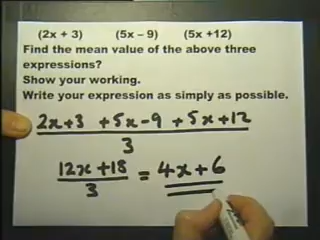 (2x + 3) (5x – 9) (5x +12)
Find the mean value of the above three
expressions?
Show your working.
Write your expression as simply as possible.
2x+3 +5x-9 +5x+12
3
12x+18 = 4x+6
3